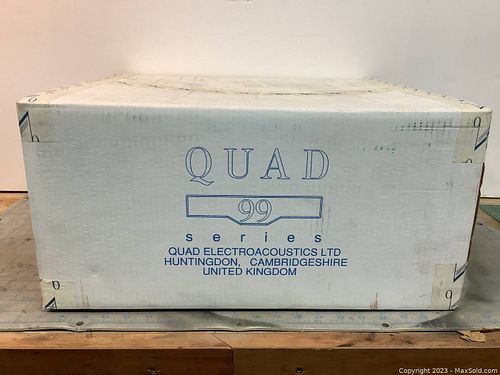 QUAD
99
series
QUAD ELECTROACOUSTICS LTD
HUNTINGDON, CAMBRIDGESHIRE
UNITED KINGDOM
Copyright 2023 - MaxSold.com